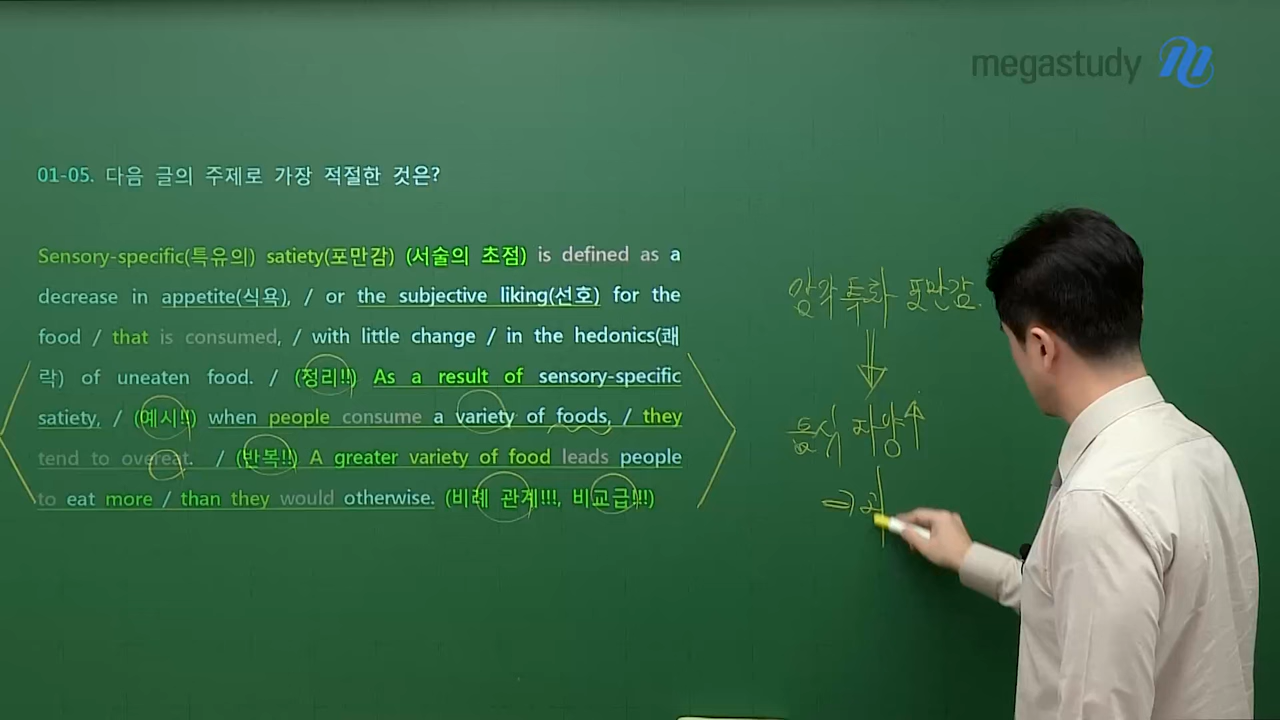 megastudy
01-05. 다음 글의 주제로 가장 적절한 것은?
Sensory-specific(특유의) satiety(포만감) (서술의 초점) is defined as a
decrease in appetite(식욕), / or the subjective liking(선호) for the
food / that is consumed, / with little change / in the hedonics(쾌
락) of uneaten food. / (정리!!) As a result of sensory-specific
satiety, / (예시!!) when people consume a variety of foods, / they
tend to overeat. / (반복!!) A greater variety of food leads people
to eat more / than they would otherwise. (비례 관계!!!, 비교급!!!)
감각 특화 포만감.
음식 다양↑